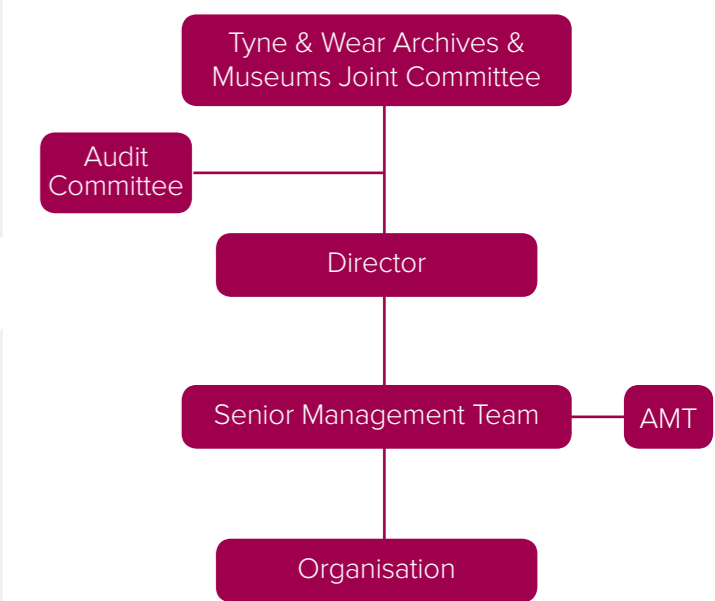 Tyne & Wear Archives &
Museums Joint Committee
Audit
Committee
Director
Senior Management Team
AMT
Organisation